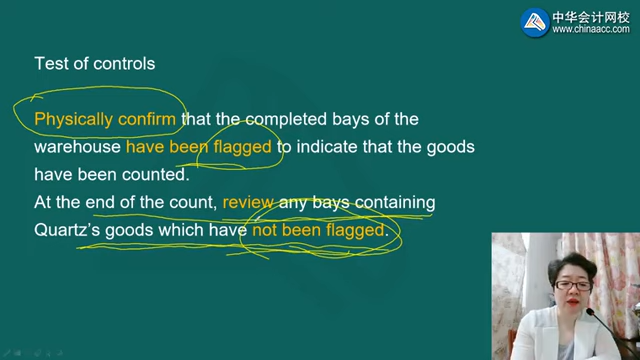 中华会计网校
www.chinaacc.com
Test of controls
Physically confirm that the completed bays of the
warehouse have been flagged to indicate that the goods
have been counted.
At the end of the count, review any bays containing
Quartz’s goods which have not been flagged.